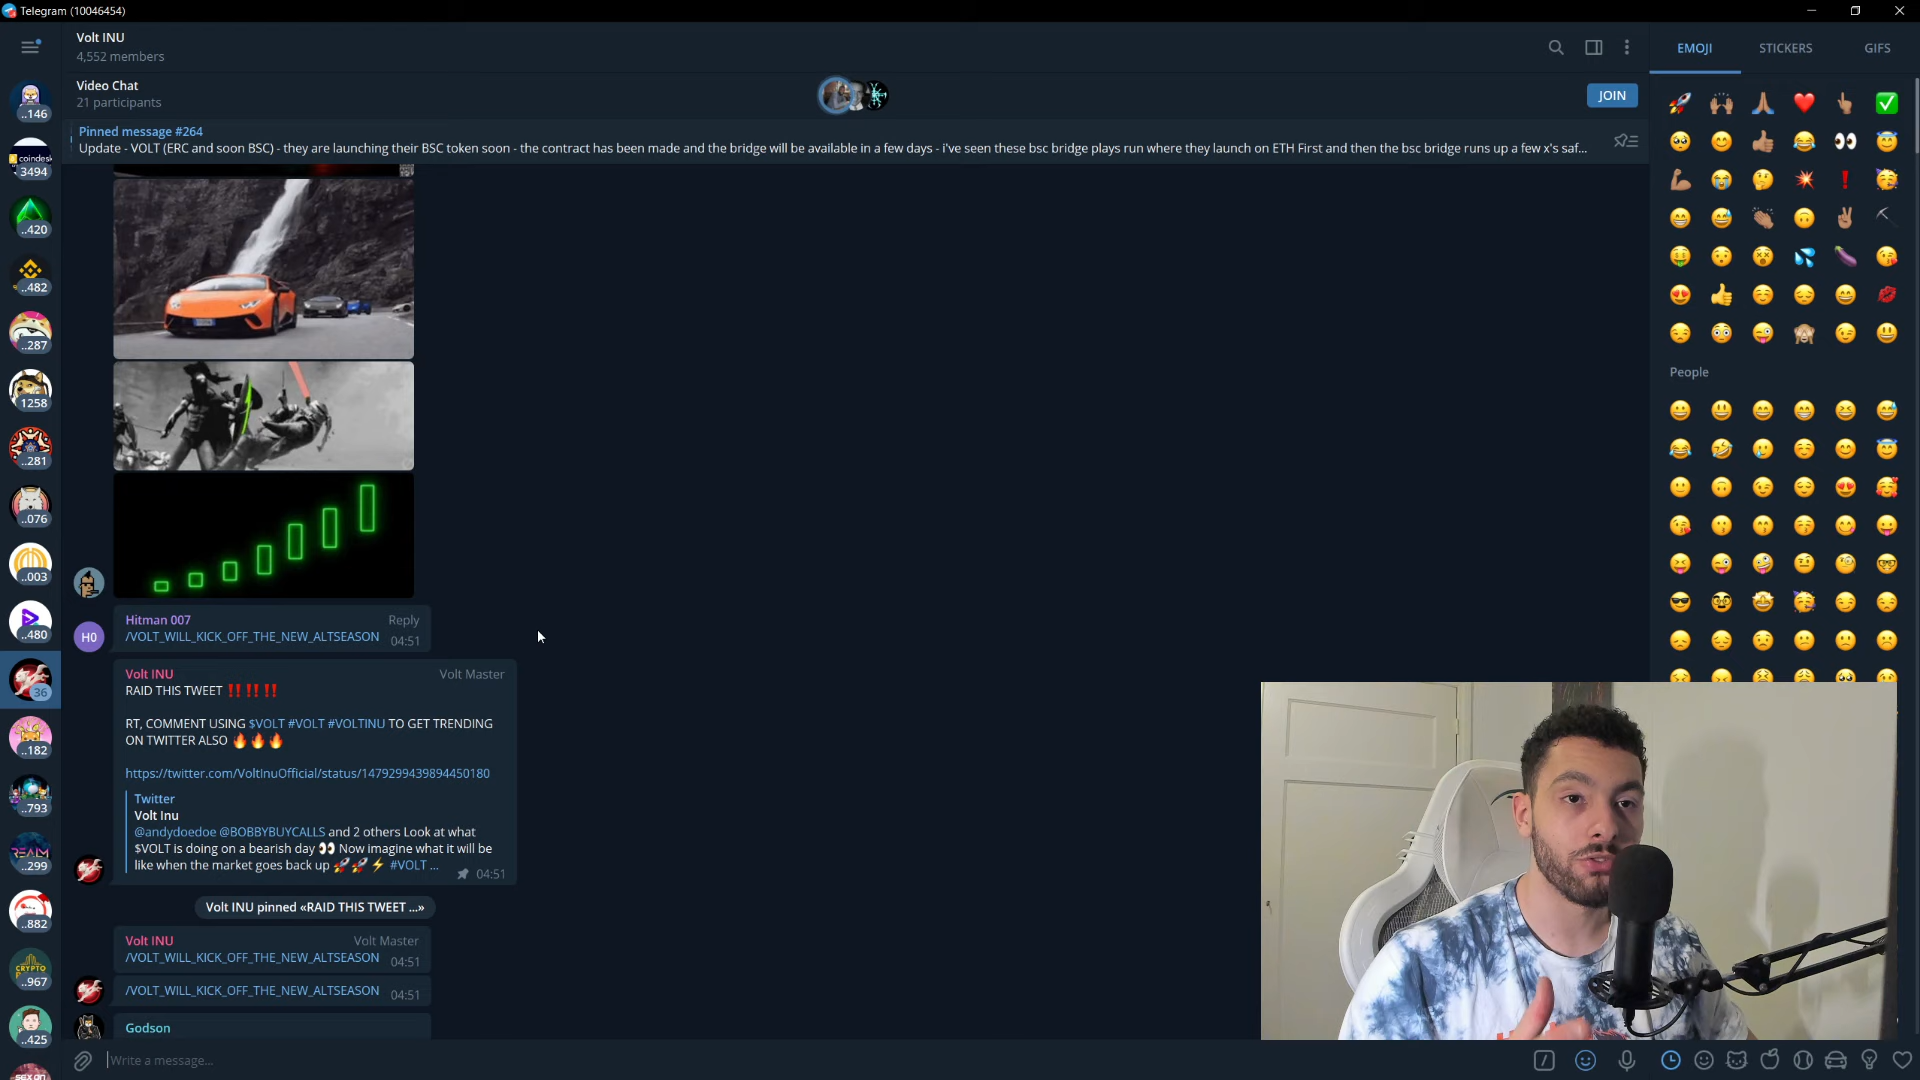 Telegram (10046454)
Volt INU
4,552 members
Video Chat
21 participants
JOIN
Pinned message #264
Update - VOLT (ERC and soon BSC) - they are launching their BSC token soon - the contract has been made and the bridge will be available in a few days - i've seen these bsc bridge plays run where they launch on ETH First and then the bsc bridge runs up a few x's saf...
EMOJI
STICKERS
GIFS
People
..146
coindesk
3494
..420
..482
..287
1258
..281
..076
..003
..480
36
..182
..793
REALM
..299
..882
CRYPTO
..967
..425
H0
Hitman 007
Reply
/VOLT_WILL_KICK_OFF_THE_NEW_ALTSEASON
04:51
Volt INU
Volt Master
RAID THIS TWEET ‼️‼️‼️
RT, COMMENT USING $VOLT #VOLT #VOLTINU TO GET TRENDING
ON TWITTER ALSO 🔥🔥🔥
https://twitter.com/VoltInuOfficial/status/1479299439894450180
Twitter
Volt Inu
@andydoedoe @BOBBYBUYCALLS and 2 others Look at what
$VOLT is doing on a bearish day 👀 Now imagine what it will be
like when the market goes back up 🚀🚀⚡ #VOLT ...
04:51
Volt INU pinned «RAID THIS TWEET ...»
Volt INU
Volt Master
/VOLT_WILL_KICK_OFF_THE_NEW_ALTSEASON
04:51
/VOLT_WILL_KICK_OFF_THE_NEW_ALTSEASON
04:51
Godson
Write a message...